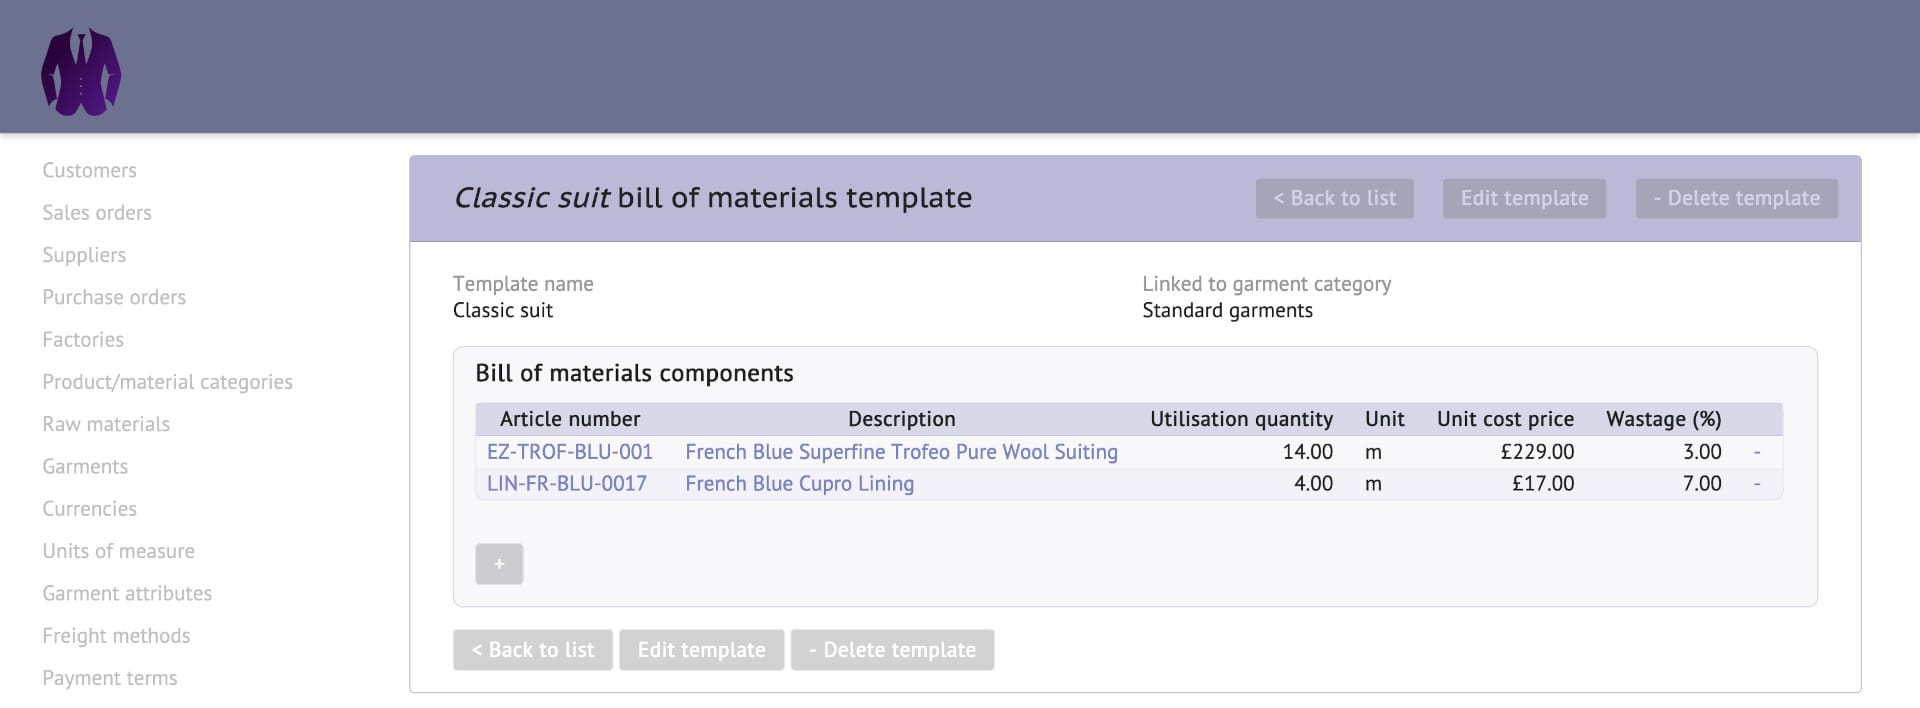 Customers
Sales orders
Suppliers
Purchase orders
Factories
Product/material categories
Raw materials
Garments
Currencies
Units of measure
Garment attributes
Freight methods
Payment terms
Classic suit bill of materials template
< Back to list
Edit template
- Delete template
Template name
Classic suit
Linked to garment category
Standard garments
Bill of materials components
Article number Description Utilisation quantity Unit Unit cost price Wastage (%)
EZ-TROF-BLU-001 French Blue Superfine Trofeo Pure Wool Suiting 14.00 m £229.00 3.00 -
LIN-FR-BLU-0017 French Blue Cupro Lining 4.00 m £17.00 7.00 -
+
< Back to list
Edit template
- Delete template